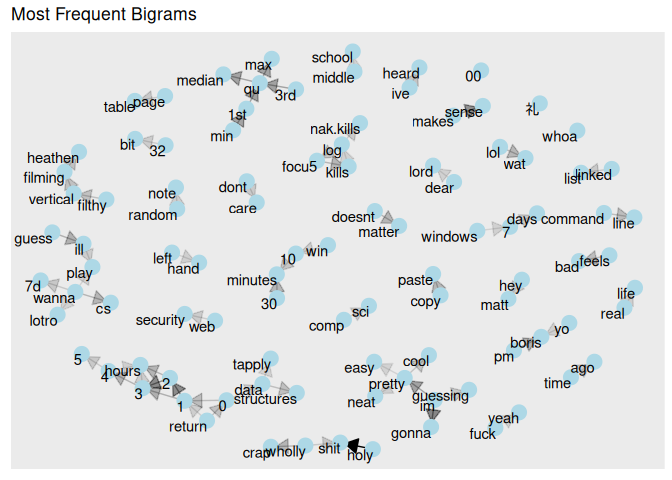 Most Frequent Bigrams
school
max
heard
00
median
middle
qu
ive
3rd
table
page
1st
sense
礼
makes
min
nak.kills
whoa
bit
32
log
lol
heathen
focus
kills
wat
filming
lord
linked
list
dont
dear
note
vertical
filthy
random
care
doesnt
days
command
matter
windows
7
line
guess
ill
win
left
10
bad
feels
hand
play
minutes
paste
7d
hey
life
wanna
30
copy
matt
cs
real
lotro
sci
security
web
comp
yo
boris
pm
5
cool
tapply
easy
hours
ago
4
2
pretty
time
data
3
structures
guessing
neat
1
0
im
return
yeah
gonna
fuck
crap
wholly
shit
holy